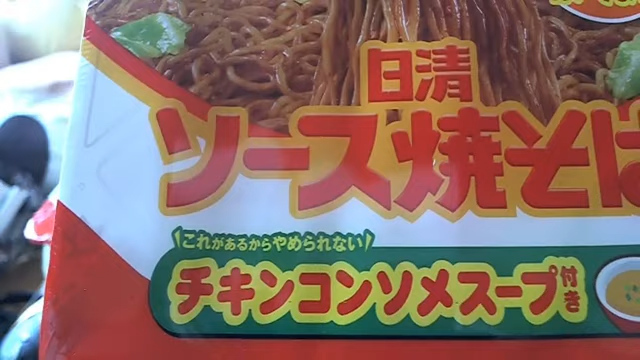 日清
ソース焼そば
これがあるからやめられない
チキンコンソメスープ付き